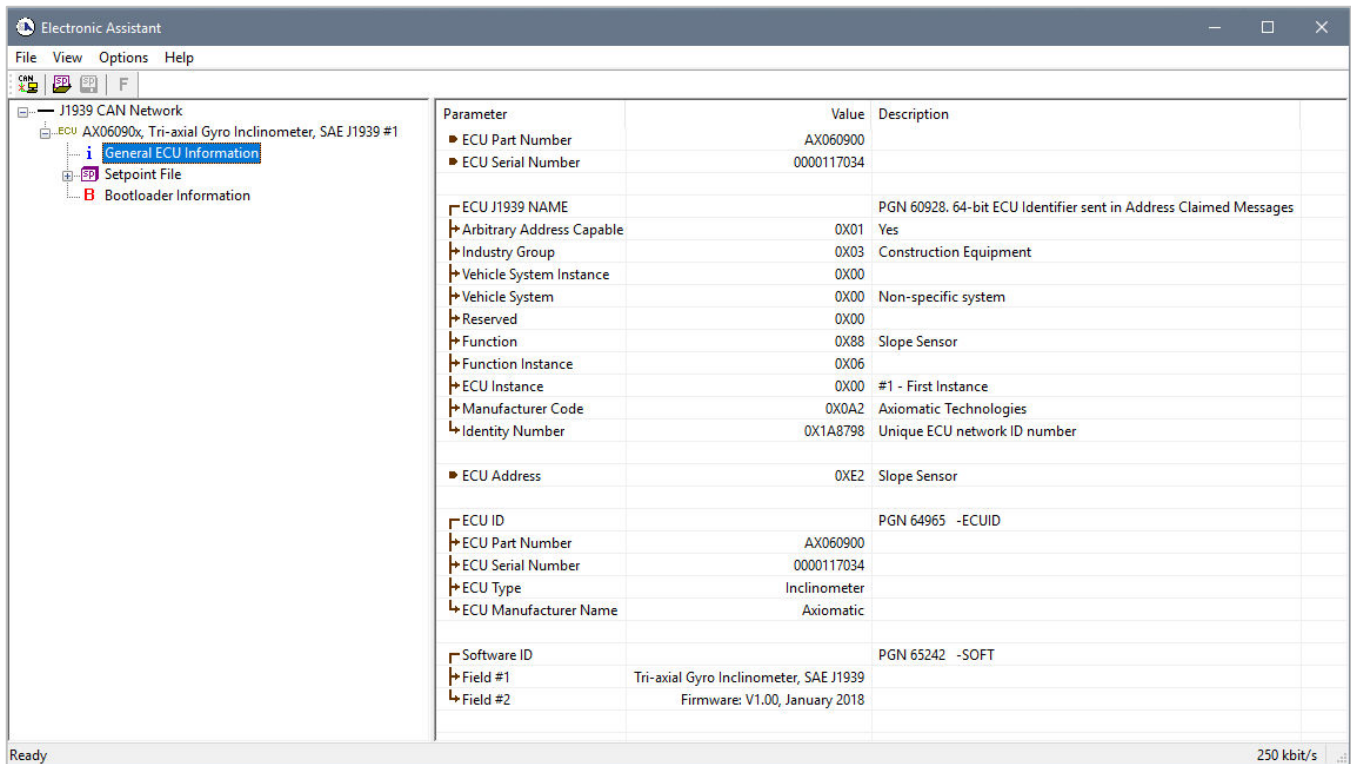 Electronic Assistant
File View Options Help
CAN SP SP F
J1939 CAN Network
ECU AX06090x, Tri-axial Gyro Inclinometer, SAE J1939 #1
i General ECU Information
SP Setpoint File
B Bootloader Information
Parameter Value Description
ECU Part Number AX060900
ECU Serial Number 0000117034
ECU J1939 NAME PGN 60928. 64-bit ECU Identifier sent in Address Claimed Messages
Arbitrary Address Capable 0X01 Yes
Industry Group 0X03 Construction Equipment
Vehicle System Instance 0X00
Vehicle System 0X00 Non-specific system
Reserved 0X00
Function 0X88 Slope Sensor
Function Instance 0X06
ECU Instance 0X00 #1 - First Instance
Manufacturer Code 0X0A2 Axiomatic Technologies
Identity Number 0X1A8798 Unique ECU network ID number
ECU Address 0XE2 Slope Sensor
ECU ID PGN 64965 -ECUID
ECU Part Number AX060900
ECU Serial Number 0000117034
ECU Type Inclinometer
ECU Manufacturer Name Axiomatic
Software ID PGN 65242 -SOFT
Field #1 Tri-axial Gyro Inclinometer, SAE J1939
Field #2 Firmware: V1.00, January 2018
Ready 250 kbit/s